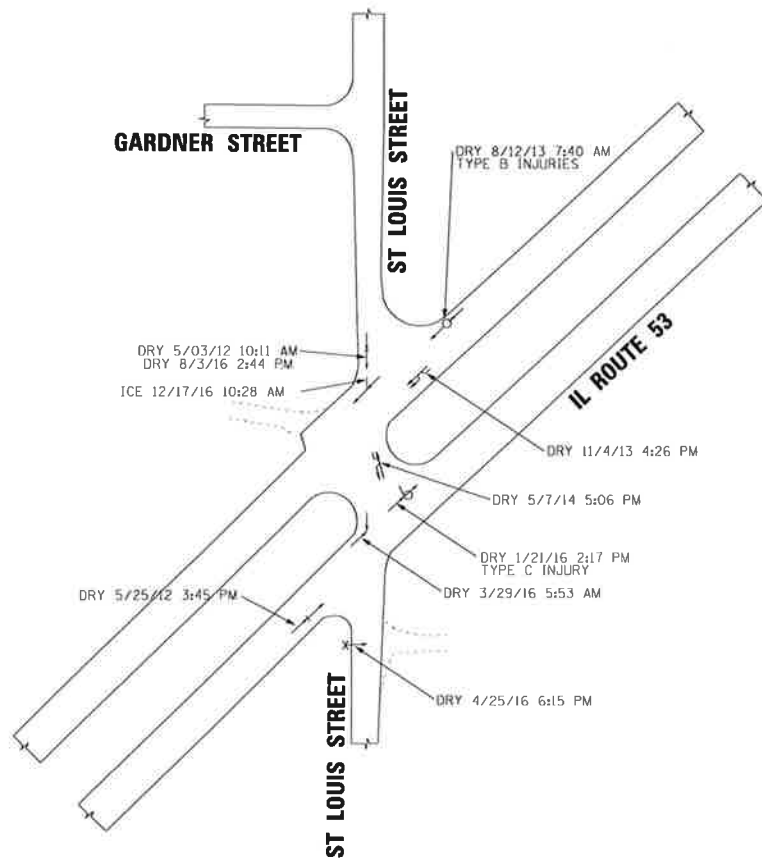 GARDNER STREET
ST LOUIS STREET
DRY 8/12/13 7:40 AM
TYPE B INJURIES
DRY 5/03/12 10:11 AM
DRY 8/3/16 2:44 P.M.
ICE 12/17/16 10:28 AM
IL ROUTE 53
DRY 11/4/13 4:26 PM
DRY 5/7/14 5:06 PM
DRY 1/21/16 2:17 PM
TYPE C INJURY
DRY 3/29/16 5:53 AM
DRY 5/25/12 3:45 PM
DRY 4/25/16 6:15 PM
ST LOUIS STREET